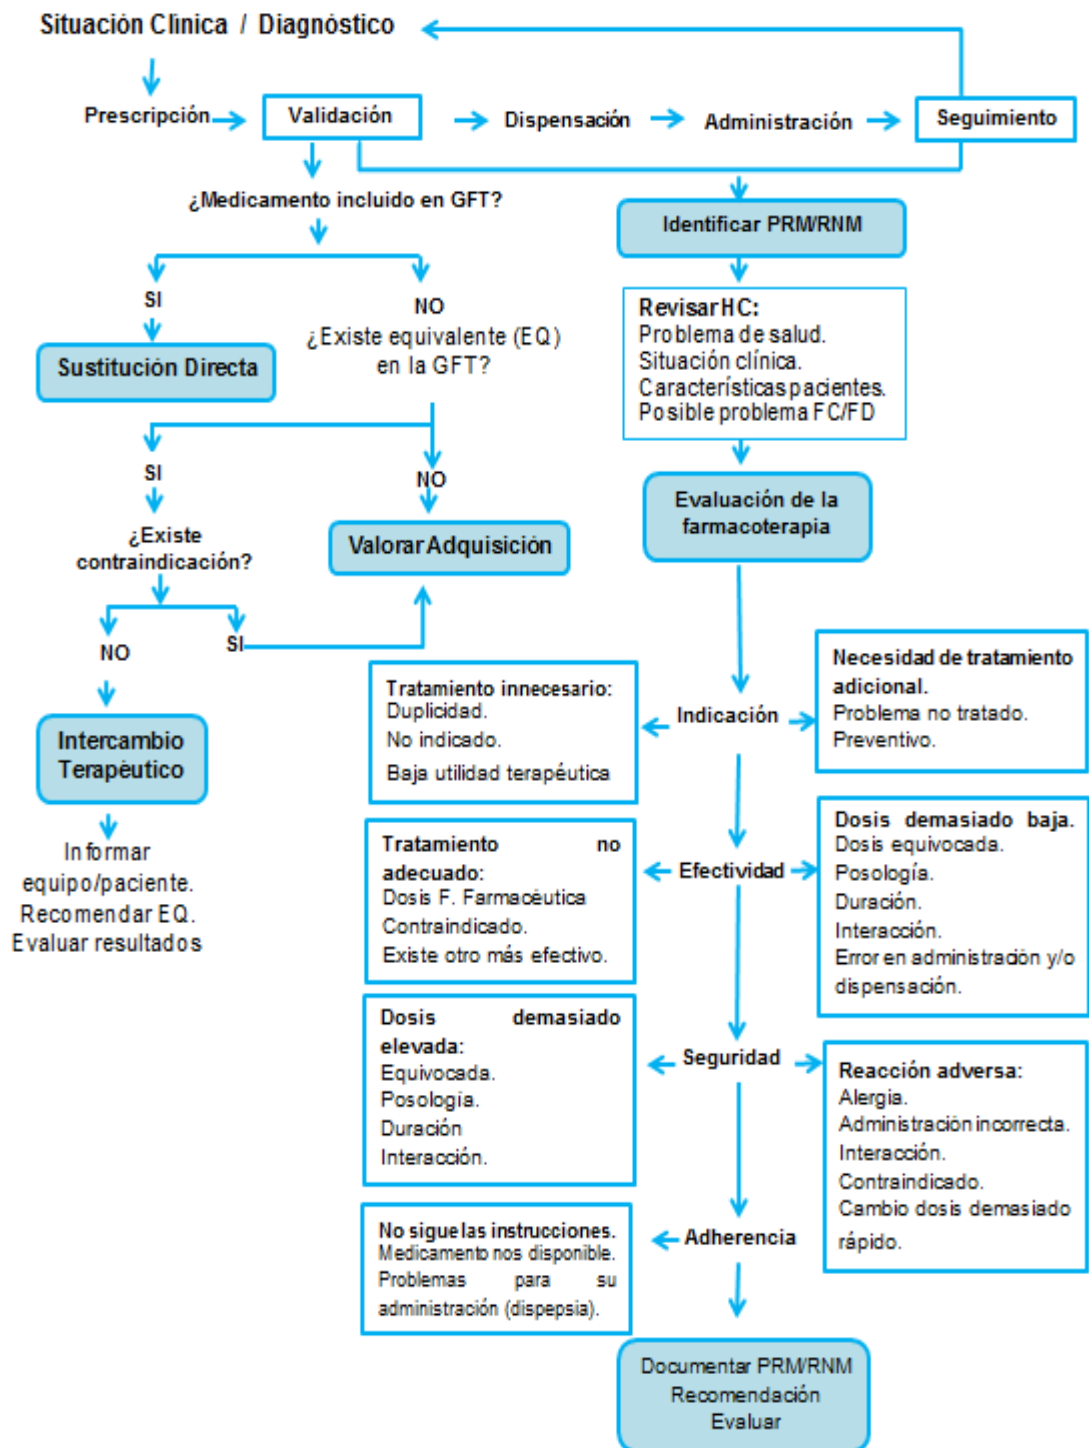 Situación Clínica / Diagnóstico
Prescripción
Validación
Dispensación
Administración
Seguimiento
¿Medicamento incluido en GFT?
SI
NO
¿Existe equivalente (EQ)
en la GFT?
Sustitución Directa
SI
NO
¿Existe
contraindicación?
Valorar Adquisición
NO
SI
Intercambio
Terapéutico
Informar
equipo/paciente.
Recomendar EQ.
Evaluar resultados
Identificar PRM/RNM
Revisar HC:
Problema de salud.
Situación clínica.
Características pacientes.
Posible problema FC/FD
Evaluación de la
farmacoterapia
Indicación
Tratamiento innecesario:
Duplicidad.
No indicado.
Baja utilidad terapéutica
Necesidad de tratamiento
adicional.
Problema no tratado.
Preventivo.
Efectividad
Tratamiento no
adecuado:
Dosis F. Farmacéutica
Contraindicado.
Existe otro más efectivo.
Dosis demasiado baja.
Dosis equivocada.
Posología.
Duración.
Interacción.
Error en administración y/o
dispensación.
Seguridad
Dosis demasiado
elevada:
Equivocada.
Posología.
Duración
Interacción.
Reacción adversa:
Alergia.
Administración incorrecta.
Interacción.
Contraindicado.
Cambio dosis demasiado
rápido.
Adherencia
No sigue las instrucciones.
Medicamento nos disponible.
Problemas para su
administración (dispepsia).
Documentar PRM/RNM
Recomendación
Evaluar